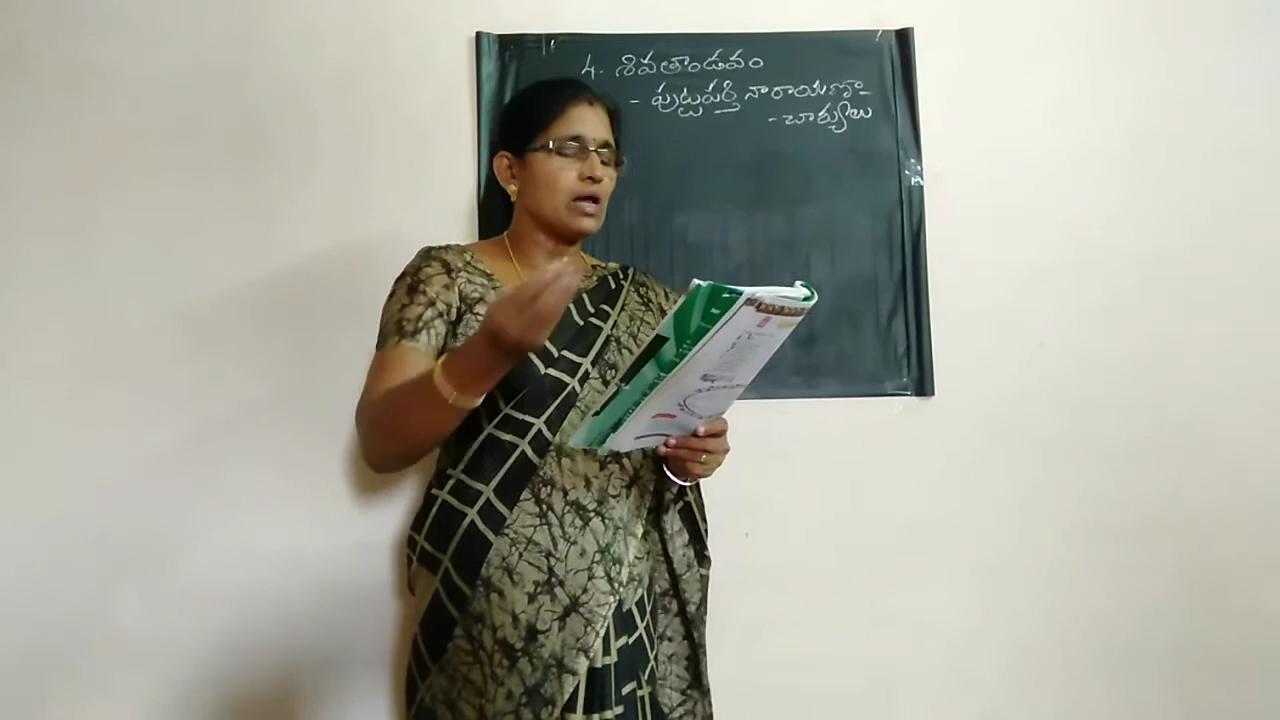 4. శివతాండవం
- పుట్టపర్తి నారాయణా-
- చార్యులు